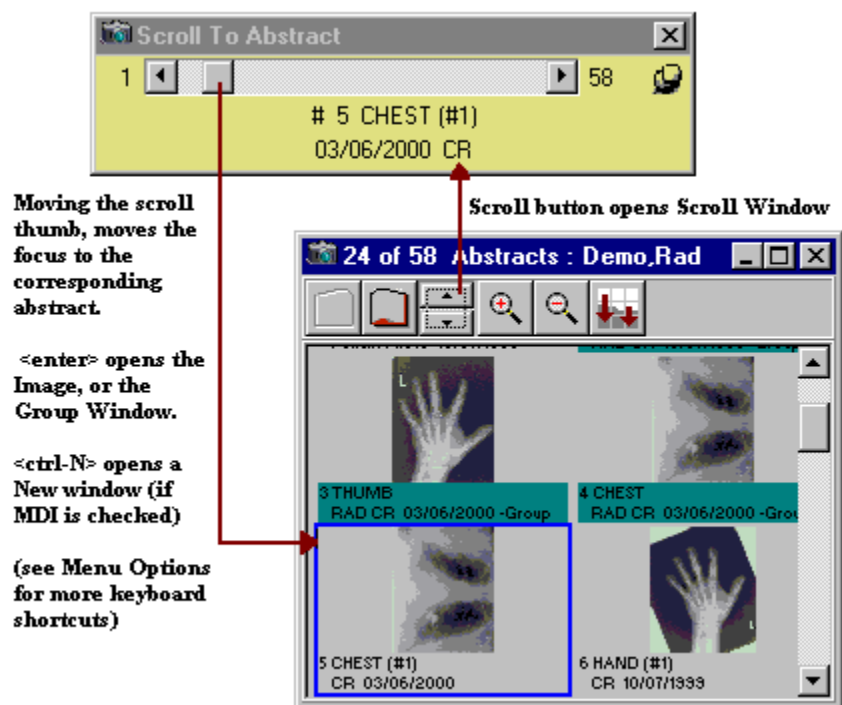 Scroll To Abstract
1 58
# 5 CHEST (#1)
03/06/2000 CR
Moving the scroll
thumb, moves the
focus to the
corresponding
abstract.
<enter> opens the
Image, or the
Group Window.
<ctrl-N> opens a
New window (if
MDI is checked)
(see Menu Options
for more keyboard
shortcuts)
Scroll button opens Scroll Window
24 of 58 Abstracts : Demo,Rad
L
3 THUMB
RAD CR 03/06/2000 -Group
4 CHEST
RAD CR 03/06/2000 -Grou
5 CHEST (#1)
CR 03/06/2000
L
6 HAND (#1)
CR 10/07/1999